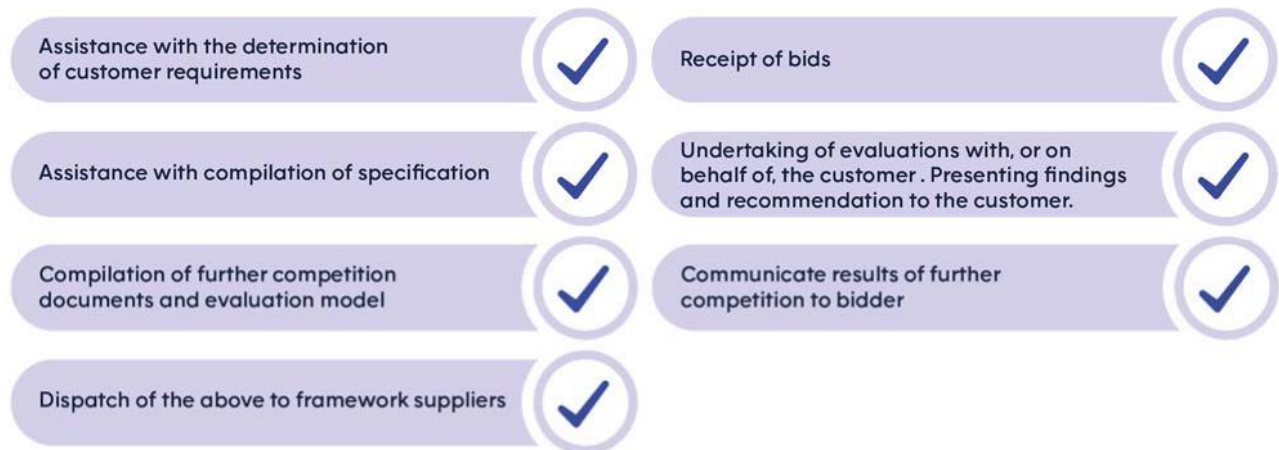 Assistance with the determination
of customer requirements
Assistance with compilation of specification
Compilation of further competition
documents and evaluation model
Dispatch of the above to framework suppliers
Receipt of bids
Undertaking of evaluations with, or on
behalf of, the customer . Presenting findings
and recommendation to the customer.
Communicate results of further
competition to bidder